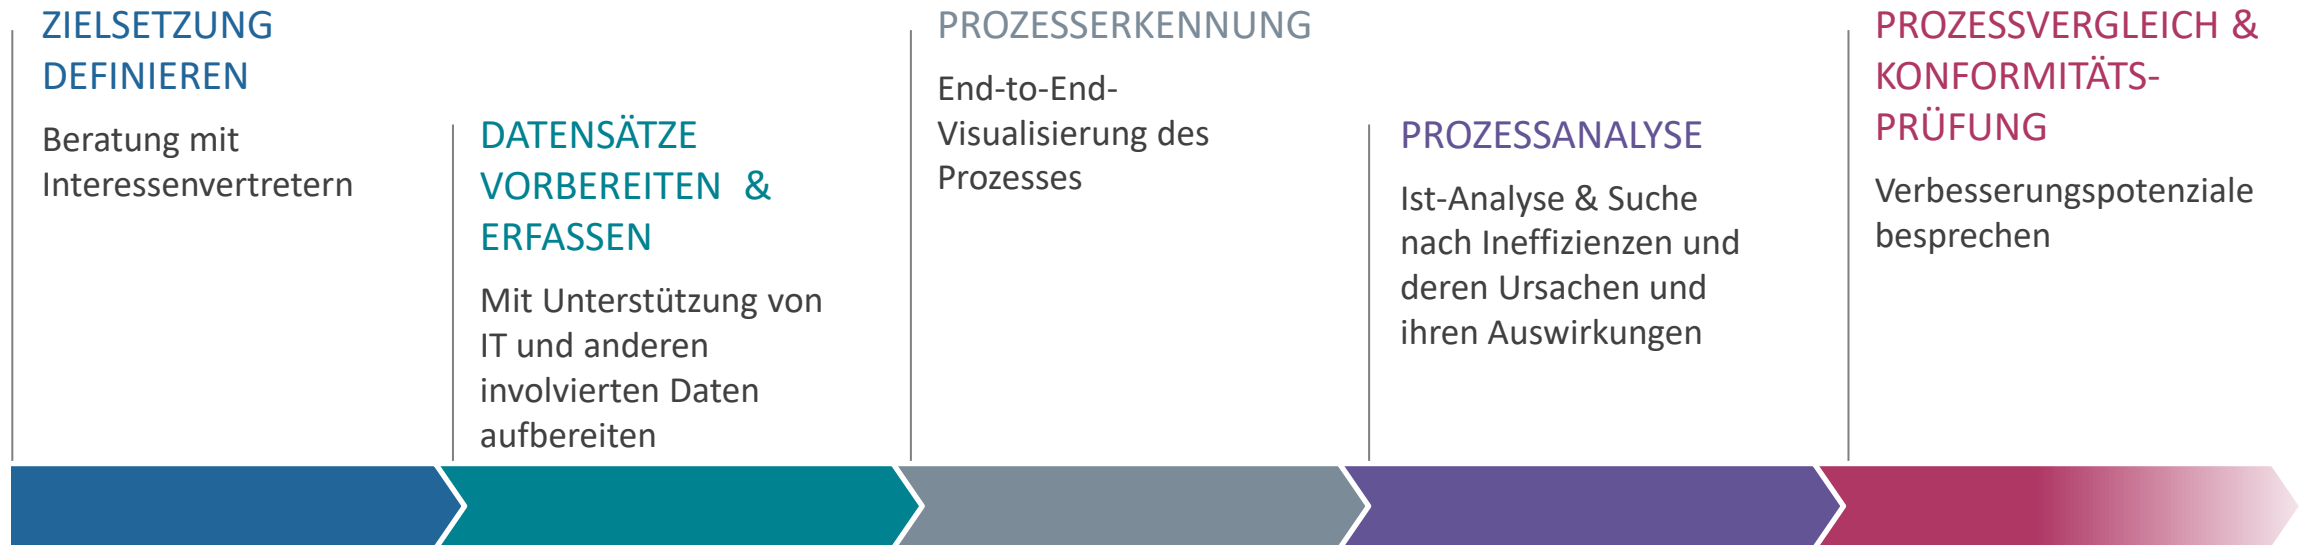 ZIELSETZUNG
DEFINIEREN
Beratung mit
Interessenvertretern
DATENSÄTZE
VORBEREITEN &
ERFASSEN
Mit Unterstützung von
IT und anderen
involvierten Daten
aufbereiten
PROZESSERKENNUNG
End-to-End-
Visualisierung des
Prozesses
PROZESSANALYSE
Ist-Analyse & Suche
nach Ineffizienzen und
deren Ursachen und
ihren Auswirkungen
PROZESSVERGLEICH &
KONFORMITÄTS-
PRÜFUNG
Verbesserungspotenziale
besprechen